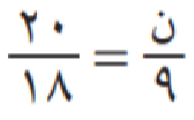 ٢٠/١٨ = ن/٩